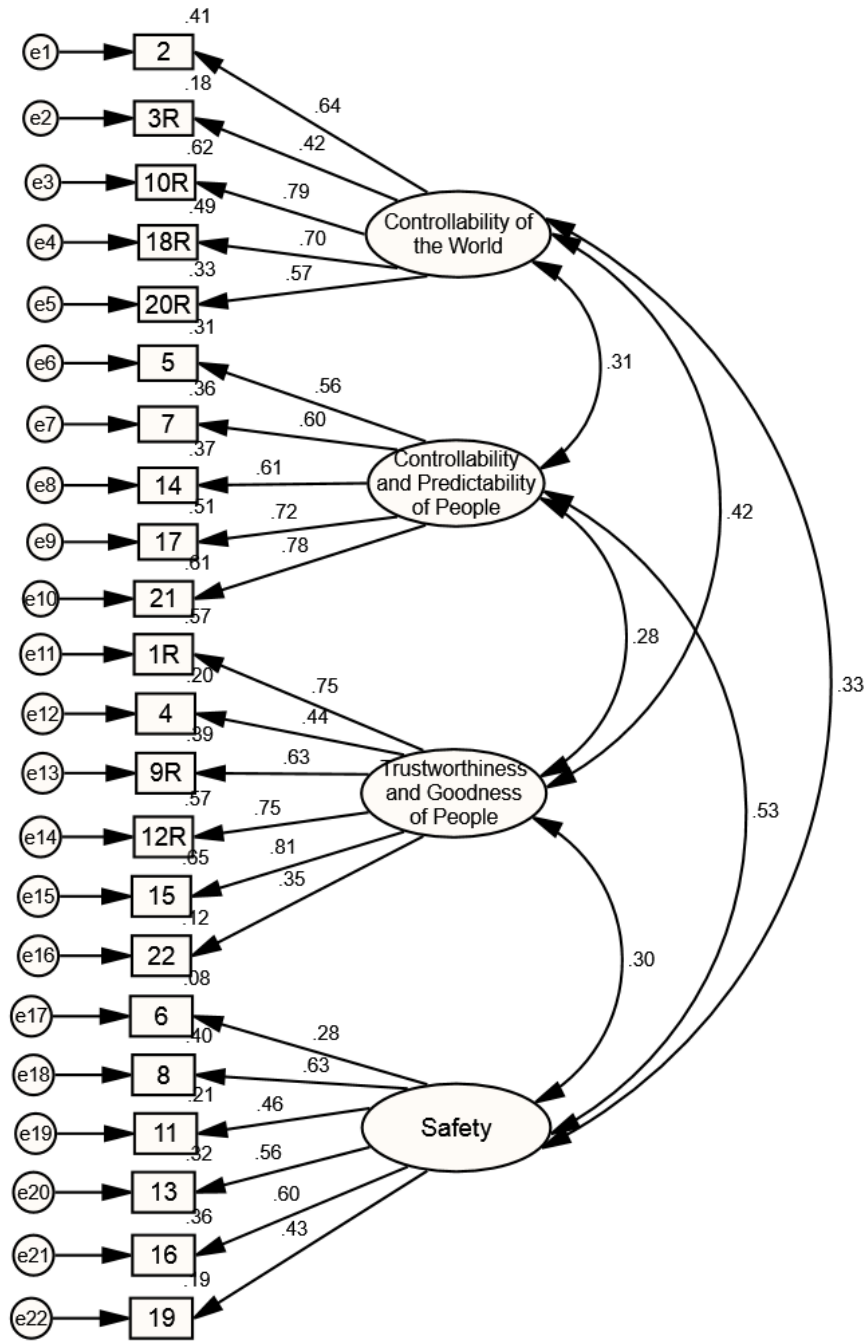 .41
e1
2
.64
.18
e2
3R
.42
.62
e3
10R
.79
.49
e4
18R
.70
.33
e5
20R
.57
Controllability of
the World
.31
e6
5
.56
.36
e7
7
.60
.37
e8
14
.61
.51
e9
17
.72
.61
e10
21
.78
Controllability
and Predictability
of People
.57
e11
1R
.75
.20
e12
4
.44
.39
e13
9R
.63
.57
e14
12R
.75
.65
e15
15
.81
.12
e16
22
.35
Trustworthiness
and Goodness
of People
.08
e17
6
.28
.40
e18
8
.63
.21
e19
11
.46
.32
e20
13
.56
.36
e21
16
.60
.19
e22
19
.43
Safety
.31
.42
.28
.33
.53
.30